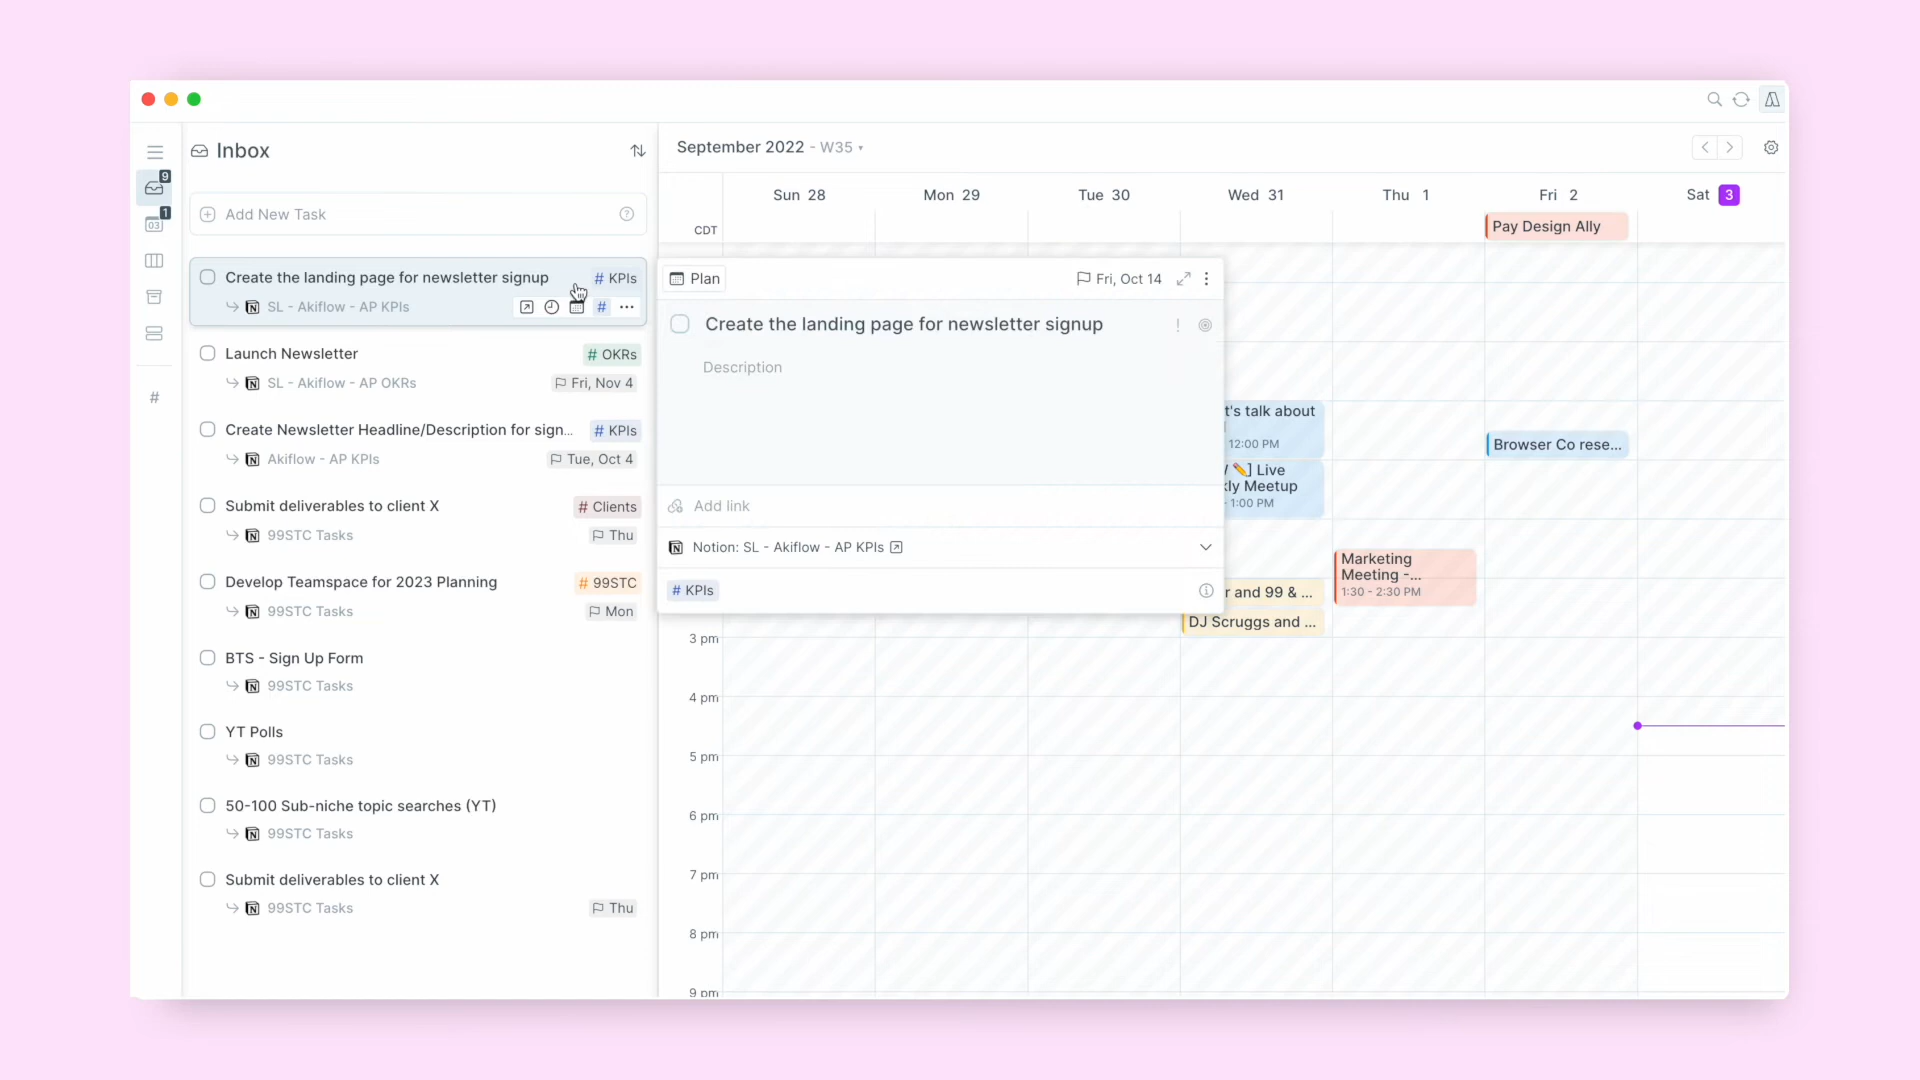 Inbox
9
1
03
#
Add New Task
Create the landing page for newsletter signup # KPIs
SL - Akiflow - AP KPIs #
Launch Newsletter # OKRs
SL - Akiflow - AP OKRs Fri, Nov 4
Create Newsletter Headline/Description for sign... # KPIs
Akiflow - AP KPIs Tue, Oct 4
Submit deliverables to client X # Clients
99STC Tasks Thu
Develop Teamspace for 2023 Planning # 99STC
99STC Tasks Mon
BTS - Sign Up Form
99STC Tasks
YT Polls
99STC Tasks
50-100 Sub-niche topic searches (YT)
99STC Tasks
Submit deliverables to client X
99STC Tasks Thu
September 2022 - W35
Sun 28 Mon 29 Tue 30 Wed 31 Thu 1 Fri 2 Sat 3
CDT
Pay Design Ally
Plan Fri, Oct 14
Create the landing page for newsletter signup !
Description
Add link
Notion: SL - Akiflow - AP KPIs
# KPIs
t's talk about
12:00 PM
] Live
Meetup
- 1:00 PM
Browser Co rese...
Marketing
Meeting -...
1:30 - 2:30 PM
r and 99 & ...
DJ Scruggs and ...
3 pm
4 pm
5 pm
6 pm
7 pm
8 pm
9 pm